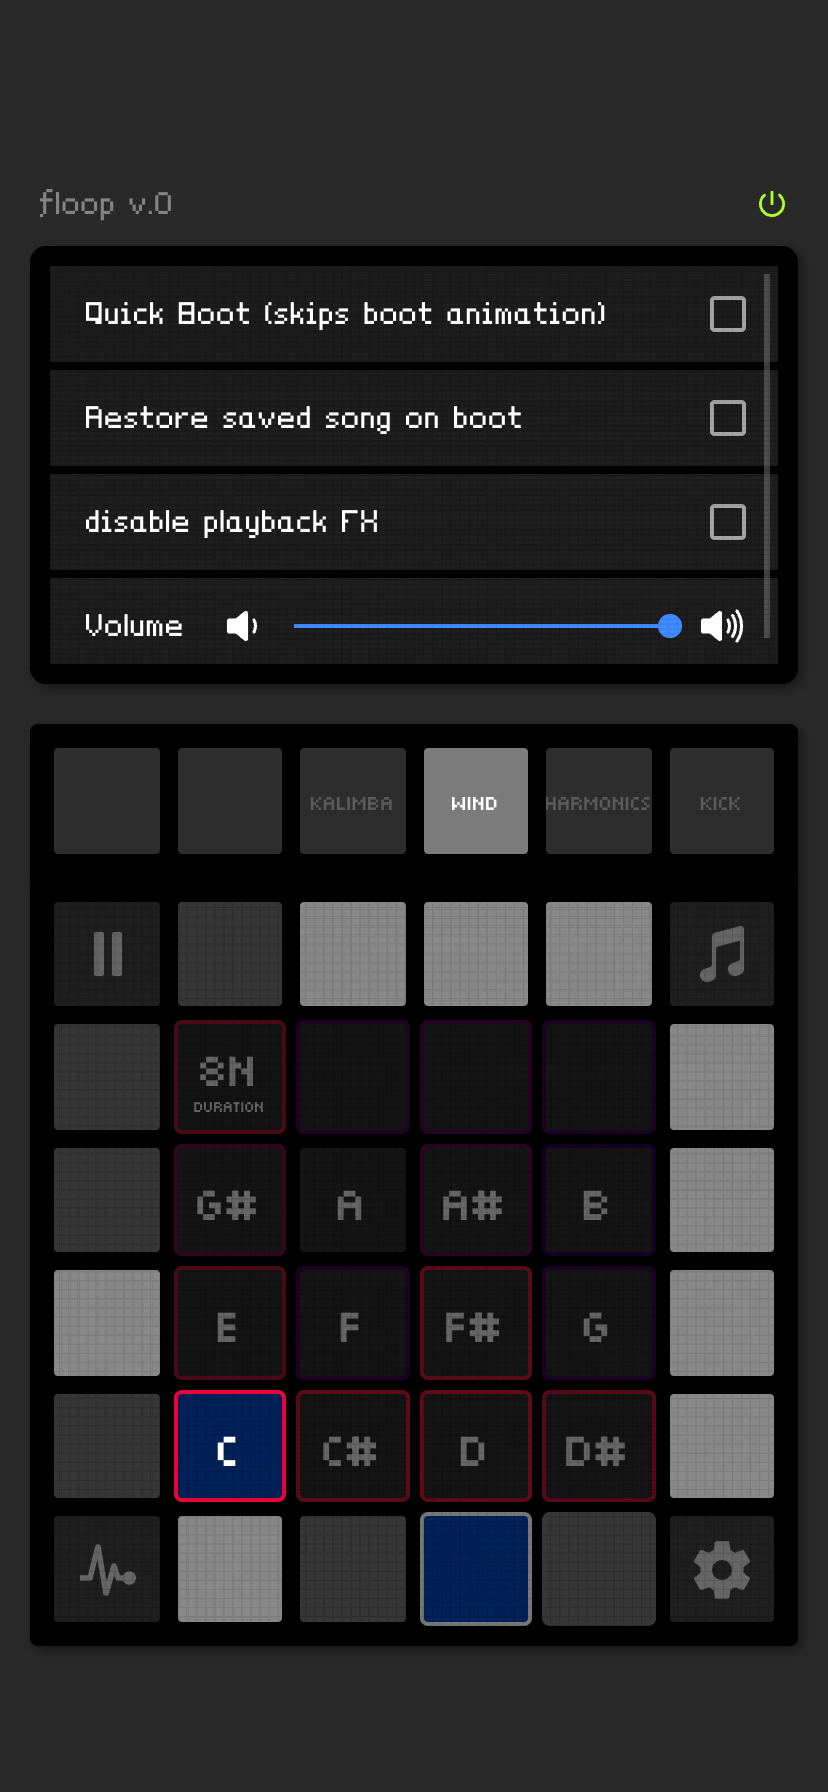 floop v.0
Quick Boot (skips boot animation)
Restore saved song on boot
disable playback FX
Volume
KALIMBA WIND HARMONICS KICK
8N
DURATION
G# A A# B
E F F# G
C C# D D#